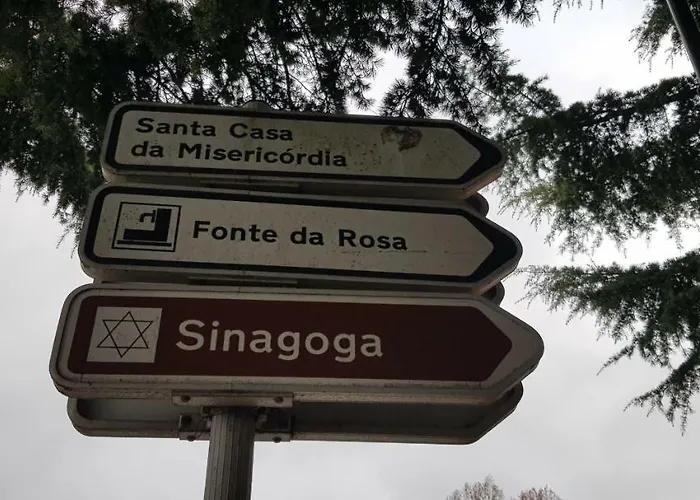 Santa Casa
da Misericórdia
Fonte da Rosa
Sinagoga